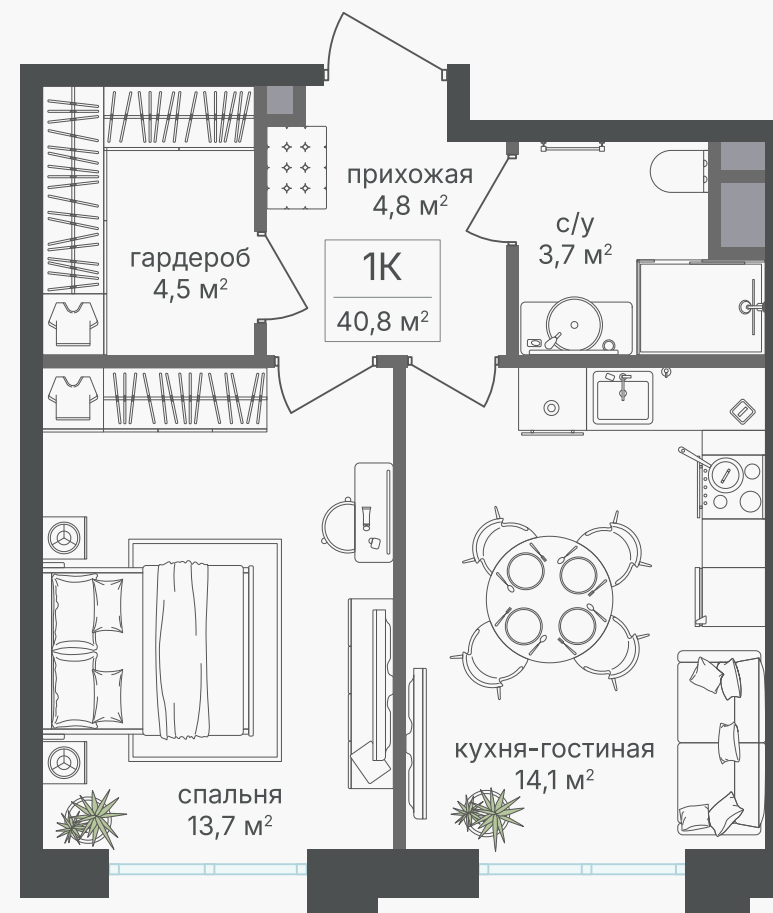 прихожая
4,8 м²
с/у
3,7 м²
гардероб
4,5 м²
1К
40,8 м²
кухня-гостиная
14,1 м²
спальня
13,7 м²